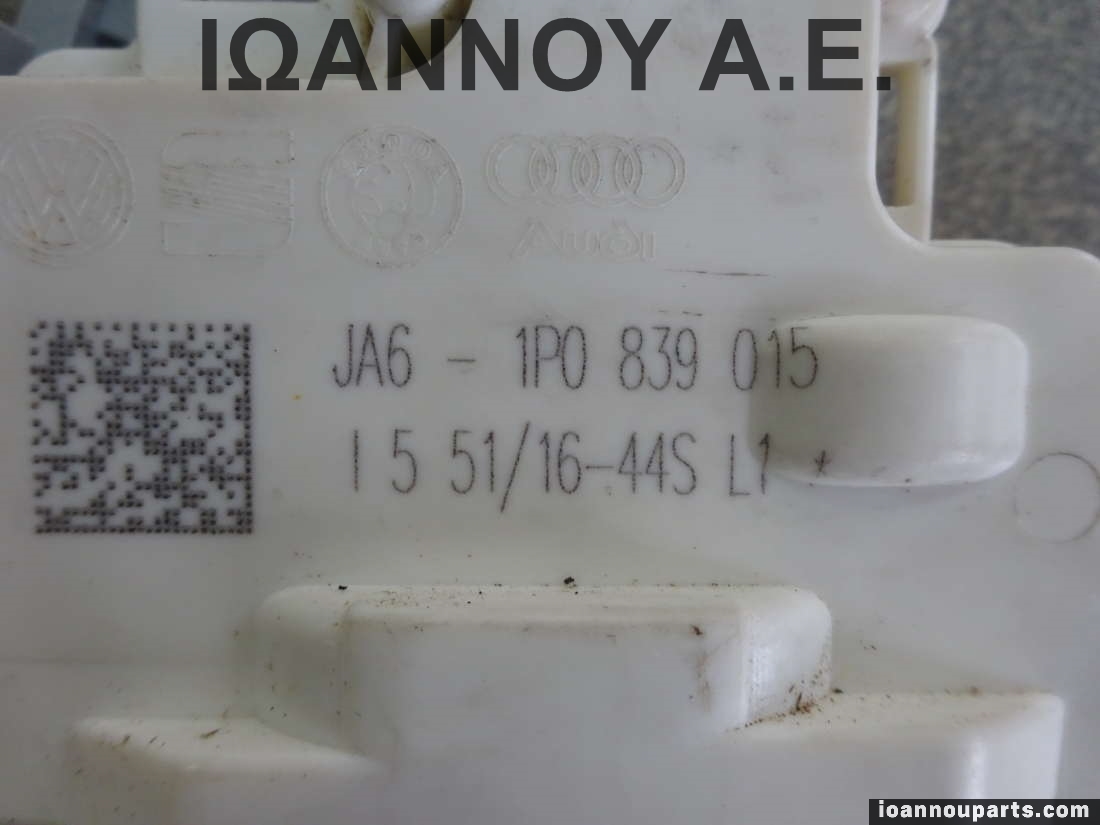 ΙΩΑΝΝΟΥ Α.Ε.
Audi
JA6 - 1P0 839 015
I 5 51/16-44S L1 *
ioannouparts.com